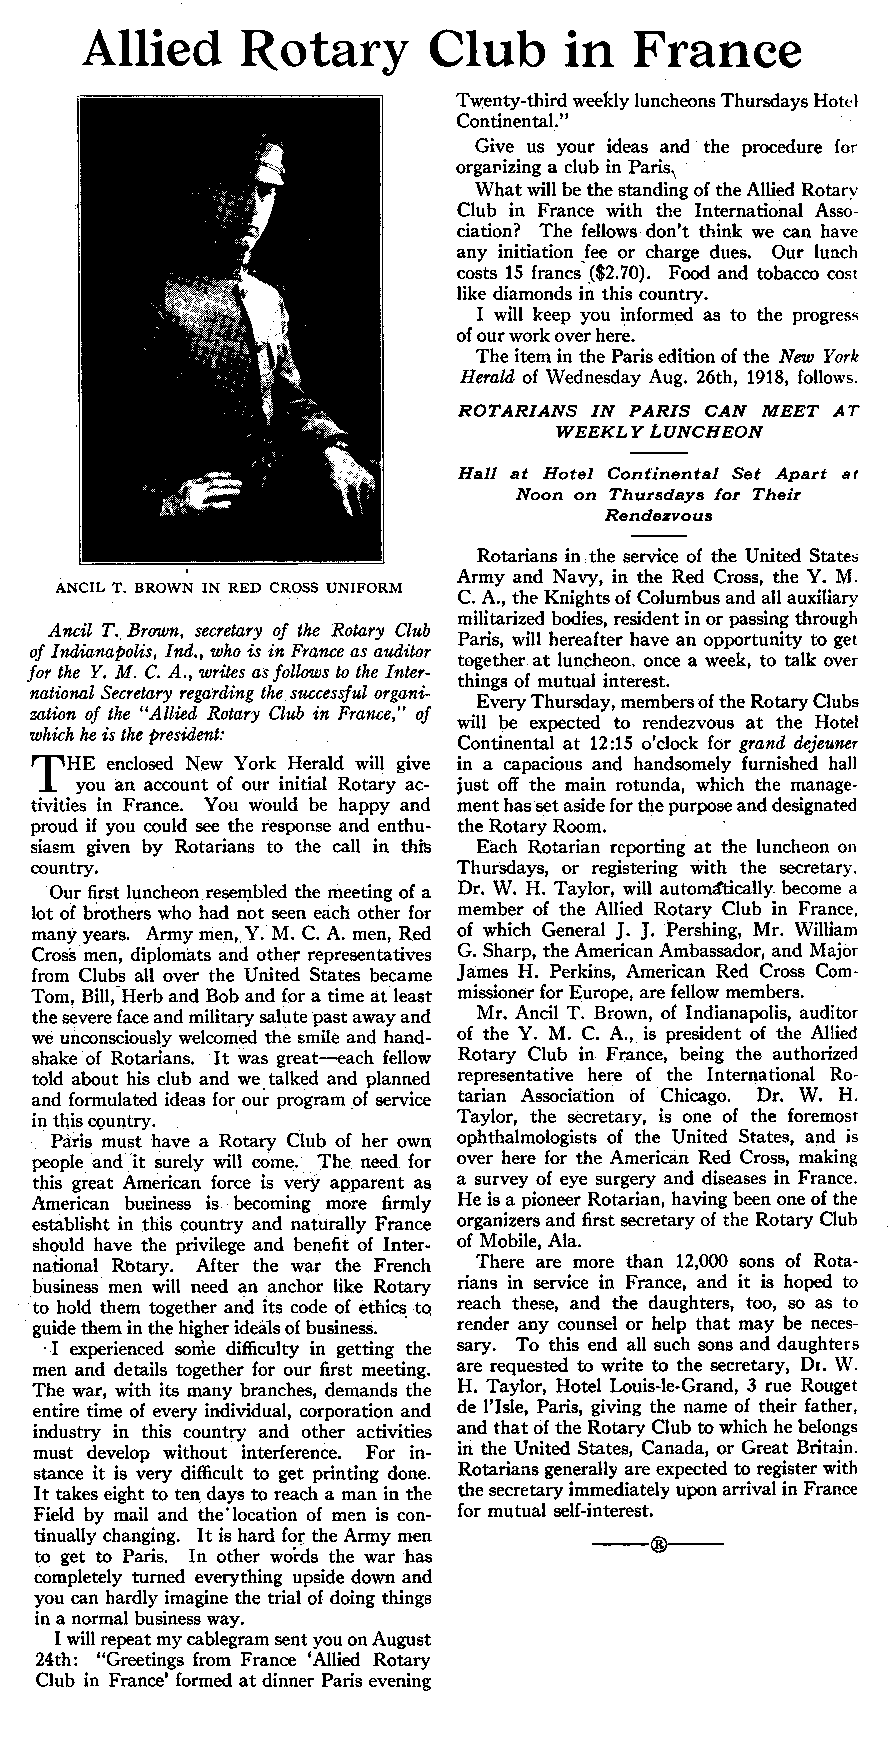 Allied Rotary Club in France
ANCIL T. BROWN IN RED CROSS UNIFORM
Ancil T. Brown, secretary of the Rotary Club
of Indianapolis, Ind., who is in France as auditor
for the Y. M. C. A., writes as follows to the Inter-
national Secretary regarding the successful organi-
zation of the "Allied Rotary Club in France," of
which he is the president:
THE enclosed New York Herald will give
you an account of our initial Rotary ac-
tivities in France. You would be happy and
proud if you could see the response and enthu-
siasm given by Rotarians to the call in this
country.
Our first luncheon resembled the meeting of a
lot of brothers who had not seen each other for
many years. Army men, Y. M. C. A. men, Red
Cross men, diplomats and other representatives
from Clubs all over the United States became
Tom, Bill, Herb and Bob and for a time at least
the severe face and military salute past away and
we unconsciously welcomed the smile and hand-
shake of Rotarians. It was great—each fellow
told about his club and we talked and planned
and formulated ideas for our program of service
in this country.
Paris must have a Rotary Club of her own
people and it surely will come. The need for
this great American force is very apparent as
American business is becoming more firmly
establisht in this country and naturally France
should have the privilege and benefit of Inter-
national Rotary. After the war the French
business men will need an anchor like Rotary
to hold them together and its code of ethics to
guide them in the higher ideals of business.
I experienced some difficulty in getting the
men and details together for our first meeting.
The war, with its many branches, demands the
entire time of every individual, corporation and
industry in this country and other activities
must develop without interference. For in-
stance it is very difficult to get printing done.
It takes eight to ten days to reach a man in the
Field by mail and the location of men is con-
tinually changing. It is hard for the Army men
to get to Paris. In other words the war has
completely turned everything upside down and
you can hardly imagine the trial of doing things
in a normal business way.
I will repeat my cablegram sent you on August
24th: "Greetings from France 'Allied Rotary
Club in France' formed at dinner Paris evening
Twenty-third weekly luncheons Thursdays Hotel
Continental."
Give us your ideas and the procedure for
organizing a club in Paris.
What will be the standing of the Allied Rotary
Club in France with the International Asso-
ciation? The fellows don't think we can have
any initiation fee or charge dues. Our lunch
costs 15 francs ($2.70). Food and tobacco cost
like diamonds in this country.
I will keep you informed as to the progress
of our work over here.
The item in the Paris edition of the New York
Herald of Wednesday Aug. 26th, 1918, follows.
ROTARIANS IN PARIS CAN MEET AT
WEEKLY LUNCHEON
Hall at Hotel Continental Set Apart at
Noon on Thursdays for Their
Rendezvous
Rotarians in the service of the United States
Army and Navy, in the Red Cross, the Y. M.
C. A., the Knights of Columbus and all auxiliary
militarized bodies, resident in or passing through
Paris, will hereafter have an opportunity to get
together at luncheon, once a week, to talk over
things of mutual interest.
Every Thursday, members of the Rotary Clubs
will be expected to rendezvous at the Hotel
Continental at 12:15 o'clock for grand dejeuner
in a capacious and handsomely furnished hall
just off the main rotunda, which the manage-
ment has set aside for the purpose and designated
the Rotary Room.
Each Rotarian reporting at the luncheon on
Thursdays, or registering with the secretary,
Dr. W. H. Taylor, will automatically become a
member of the Allied Rotary Club in France,
of which General J. J. Pershing, Mr. William
G. Sharp, the American Ambassador, and Major
James H. Perkins, American Red Cross Com-
missioner for Europe, are fellow members.
Mr. Ancil T. Brown, of Indianapolis, auditor
of the Y. M. C. A., is president of the Allied
Rotary Club in France, being the authorized
representative here of the International Ro-
tarian Association of Chicago. Dr. W. H.
Taylor, the secretary, is one of the foremost
ophthalmologists of the United States, and is
over here for the American Red Cross, making
a survey of eye surgery and diseases in France.
He is a pioneer Rotarian, having been one of the
organizers and first secretary of the Rotary Club
of Mobile, Ala.
There are more than 12,000 sons of Rota-
rians in service in France, and it is hoped to
reach these, and the daughters, too, so as to
render any counsel or help that may be neces-
sary. To this end all such sons and daughters
are requested to write to the secretary, Dr. W.
H. Taylor, Hotel Louis-le-Grand, 3 rue Rouget
de l'Isle, Paris, giving the name of their father,
and that of the Rotary Club to which he belongs
in the United States, Canada, or Great Britain.
Rotarians generally are expected to register with
the secretary immediately upon arrival in France
for mutual self-interest.
®